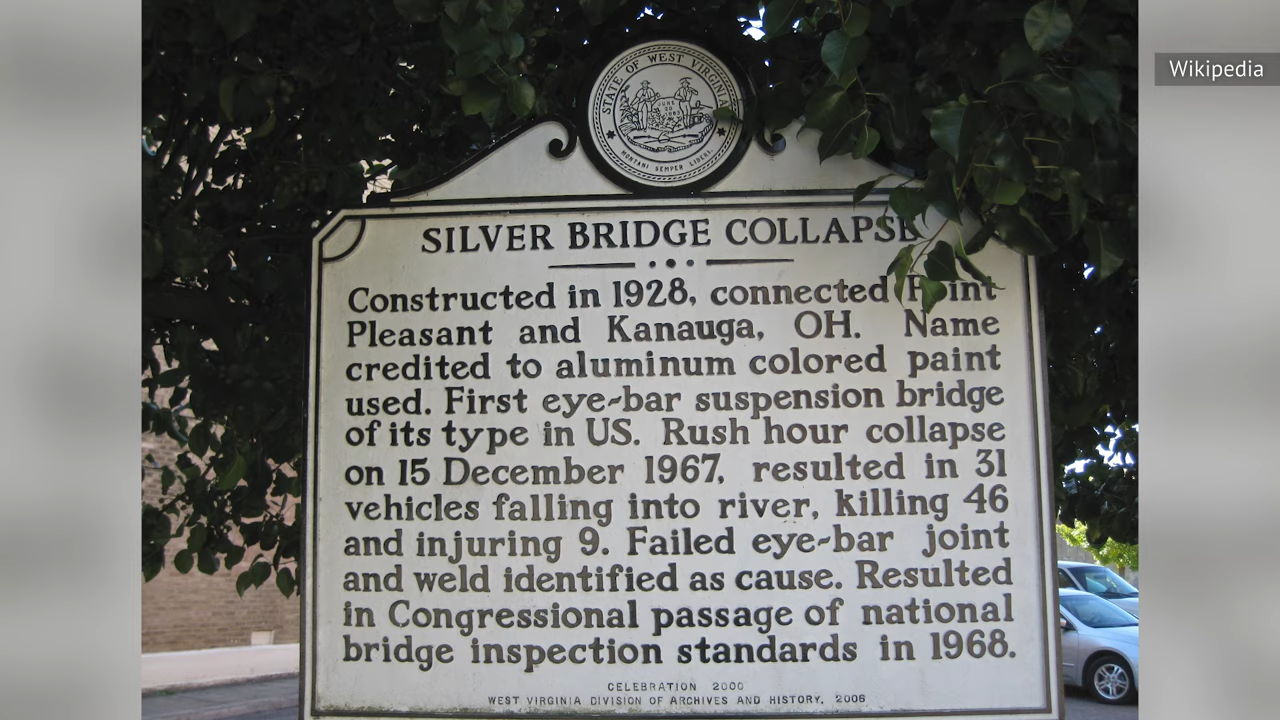 Wikipedia
STATE OF WEST VIRGINIA
MONTANI SEMPER LIBERI.
SILVER BRIDGE COLLAPSE
Constructed in 1928, connected Point
Pleasant and Kanauga, OH. Name
credited to aluminum colored paint
used. First eye-bar suspension bridge
of its type in US. Rush hour collapse
on 15 December 1967, resulted in 31
vehicles falling into river, killing 46
and injuring 9. Failed eye-bar joint
and weld identified as cause. Resulted
in Congressional passage of national
bridge inspection standards in 1968.
CELEBRATION 2000
WEST VIRGINIA DIVISION OF ARCHIVES AND HISTORY, 2006